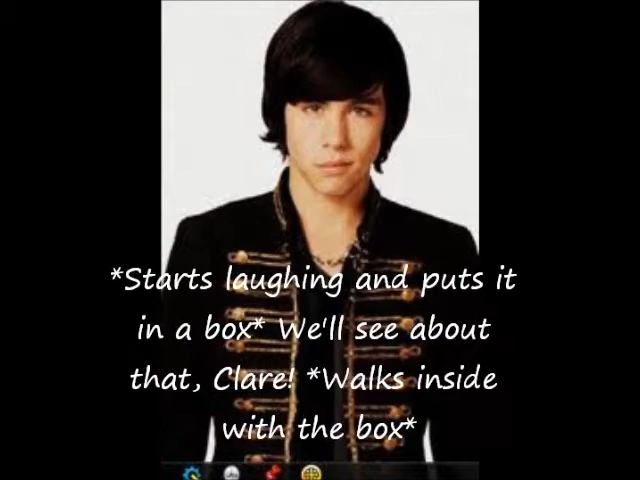 *Starts laughing and puts it
in a box* We'll see about
that, Clare! *Walks inside
with the box*